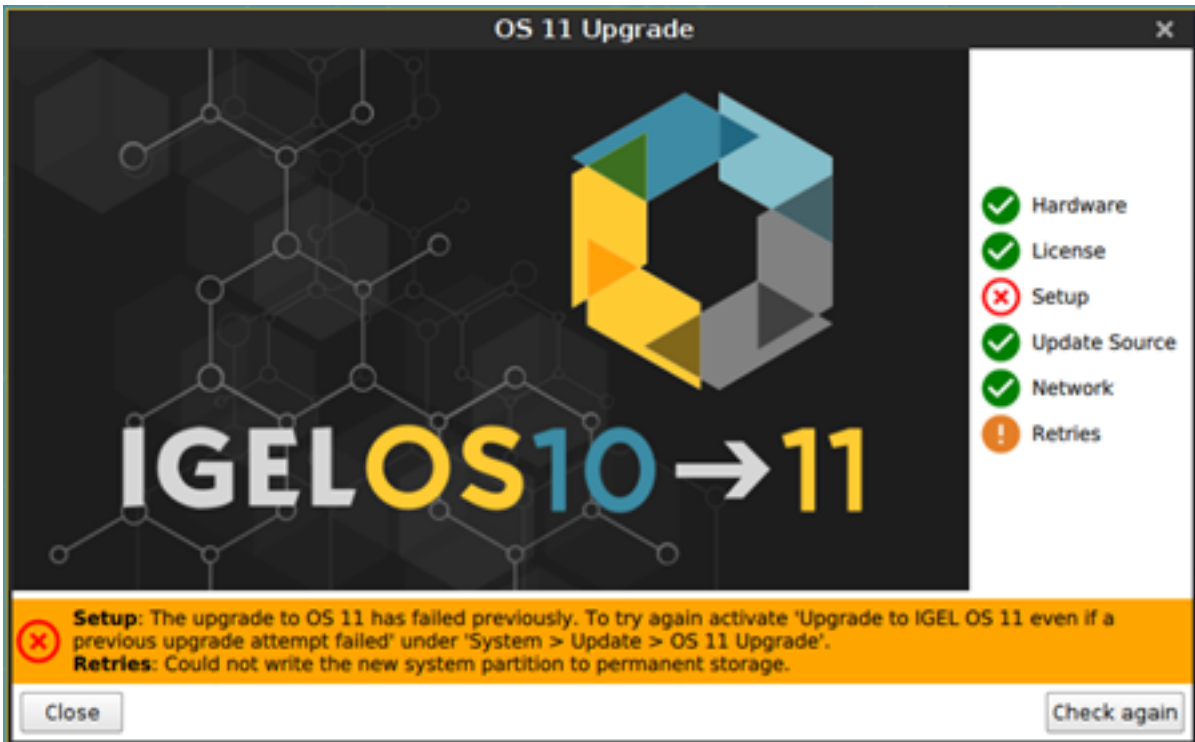 OS 11 Upgrade
IGELOS10→11
Hardware
License
Setup
Update Source
Network
Retries
Setup: The upgrade to OS 11 has failed previously. To try again activate 'Upgrade to IGEL OS 11 even if a
previous upgrade attempt failed' under 'System > Update > OS 11 Upgrade'.
Retries: Could not write the new system partition to permanent storage.
Close
Check again